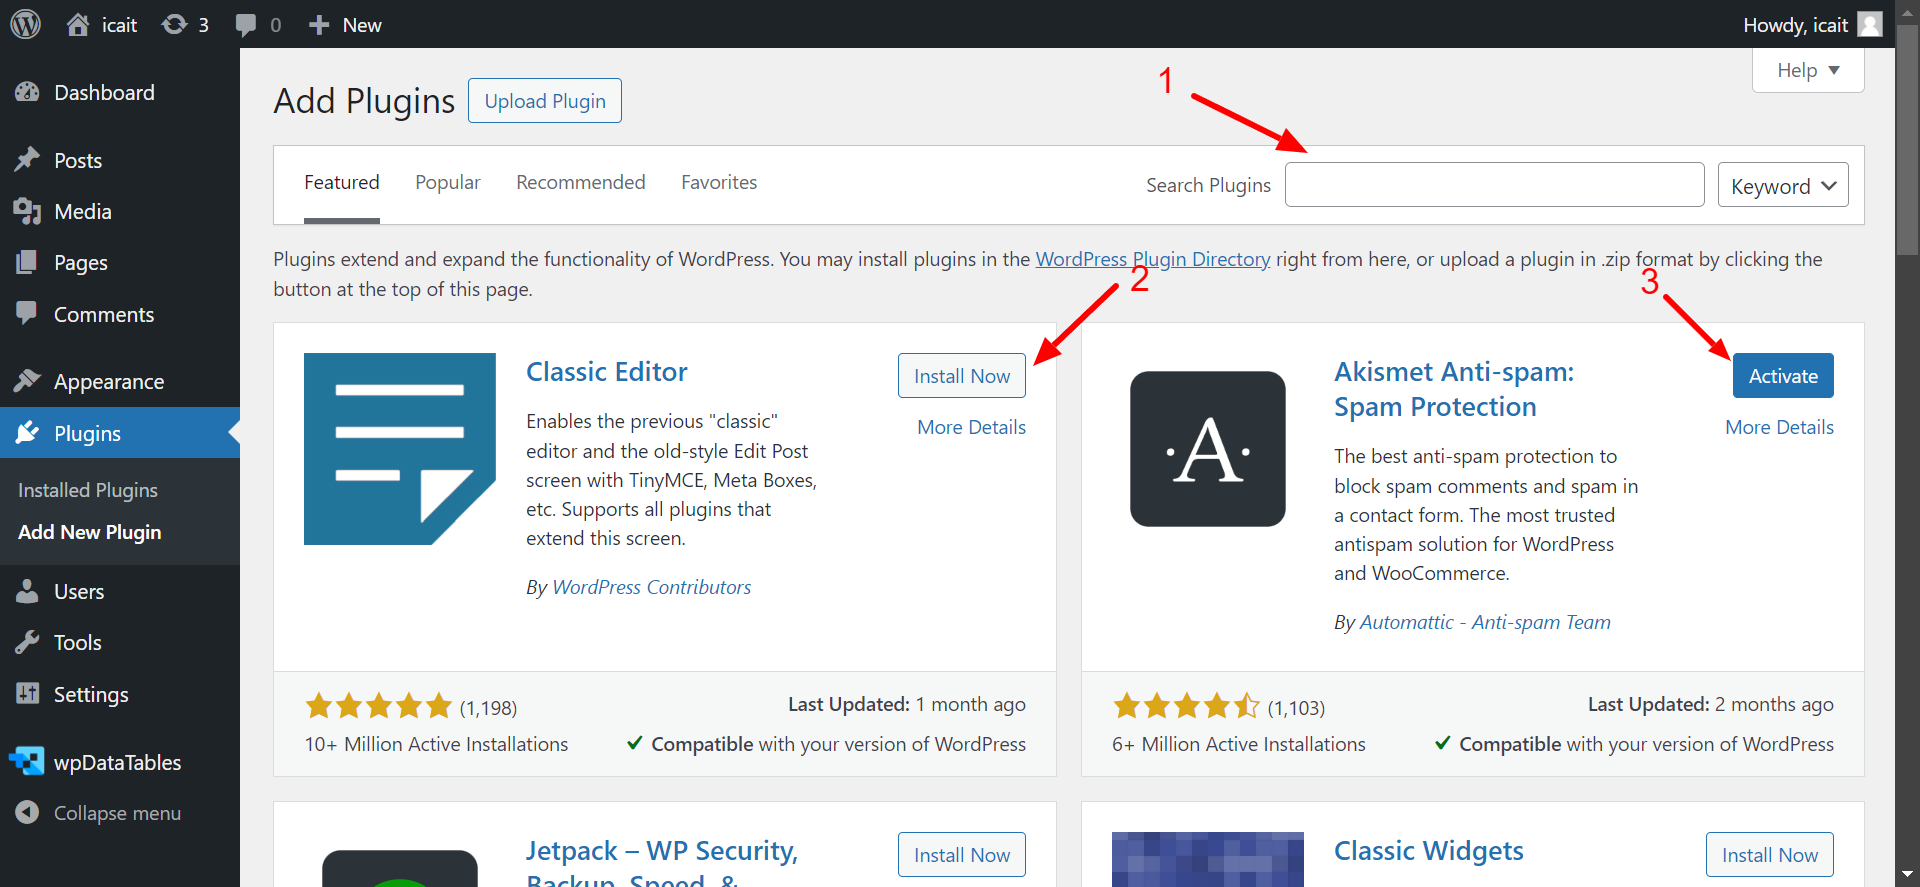 icait
3
0
New
Howdy, icait
Dashboard
Posts
Media
Pages
Comments
Appearance
Plugins
Installed Plugins
Add New Plugin
Users
Tools
Settings
wpDataTables
Collapse menu
Help
Add Plugins
Upload Plugin
1
Featured
Popular
Recommended
Favorites
Search Plugins
Keyword
Plugins extend and expand the functionality of WordPress. You may install plugins in the WordPress Plugin Directory right from here, or upload a plugin in .zip format by clicking the
button at the top of this page.
2
3
Classic Editor
Install Now
More Details
Enables the previous "classic"
editor and the old-style Edit Post
screen with TinyMCE, Meta Boxes,
etc. Supports all plugins that
extend this screen.
By WordPress Contributors
(1,198)
Last Updated: 1 month ago
10+ Million Active Installations
Compatible with your version of WordPress
·A·
Akismet Anti-spam:
Spam Protection
Activate
More Details
The best anti-spam protection to
block spam comments and spam in
a contact form. The most trusted
antispam solution for WordPress
and WooCommerce.
By Automattic - Anti-spam Team
(1,103)
Last Updated: 2 months ago
6+ Million Active Installations
Compatible with your version of WordPress
Jetpack – WP Security,
Backup, Speed, &
Install Now
Classic Widgets
Install Now